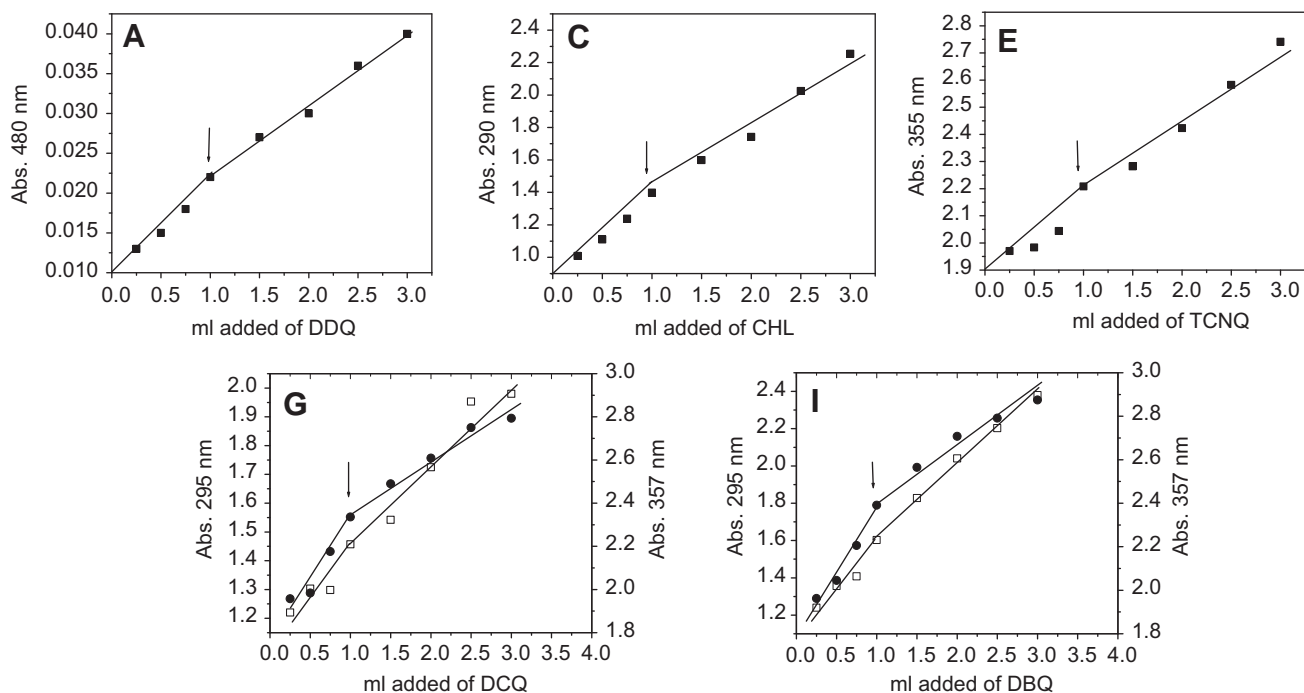 A
Abs. 480 nm
0.040
0.035
0.030
0.025
0.020
0.015
0.010
0.0 0.5 1.0 1.5 2.0 2.5 3.0
ml added of DDQ
C
Abs. 290 nm
2.4
2.2
2.0
1.8
1.6
1.4
1.2
1.0
0.0 0.5 1.0 1.5 2.0 2.5 3.0
ml added of CHL
E
Abs. 355 nm
2.8
2.7
2.6
2.5
2.4
2.3
2.2
2.1
2.0
1.9
0.0 0.5 1.0 1.5 2.0 2.5 3.0
ml added of TCNQ
G
Abs. 295 nm
2.0
1.9
1.8
1.7
1.6
1.5
1.4
1.3
1.2
0.0 0.5 1.0 1.5 2.0 2.5 3.0 3.5 4.0
ml added of DCQ
3.0
2.8
2.6
2.4
2.2
2.0
1.8
Abs. 357 nm
I
Abs. 295 nm
2.4
2.2
2.0
1.8
1.6
1.4
1.2
0.0 0.5 1.0 1.5 2.0 2.5 3.0 3.5 4.0
ml added of DBQ
3.0
2.8
2.6
2.4
2.2
2.0
1.8
Abs. 357 nm